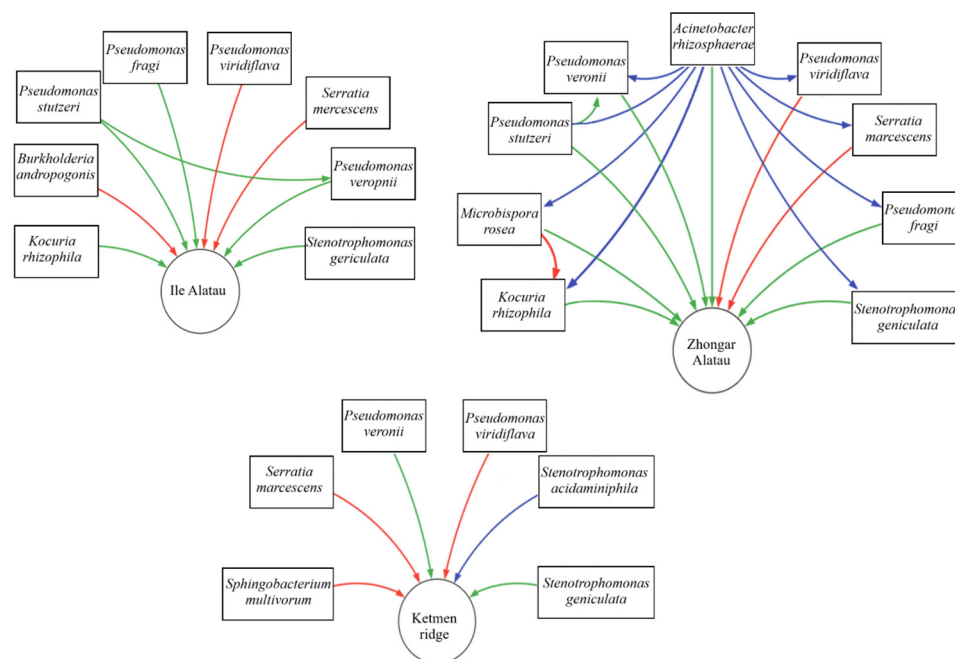 Pseudomonas
fragi
Pseudomonas
viridiflava
Pseudomonas
stutzeri
Serratia
mercescens
Burkholderia
andropogonis
Pseudomonas
veropnii
Kocuria
rhizophila
Stenotrophomonas
gericulata
Ile Alatau
Acinetobacter
rhizosphaerae
Pseudomonas
veronii
Pseudomonas
viridiflava
Pseudomonas
stutzeri
Serratia
marcescens
Microbispora
rosea
Pseudomona
fragi
Kocuria
rhizophila
Stenotrophomona
geniculata
Zhongar
Alatau
Pseudomonas
veronii
Pseudomonas
viridiflava
Serratia
marcescens
Stenotrophomonas
acidaminiphila
Sphingobacterium
multivorum
Stenotrophomonas
geniculata
Ketmen
ridge